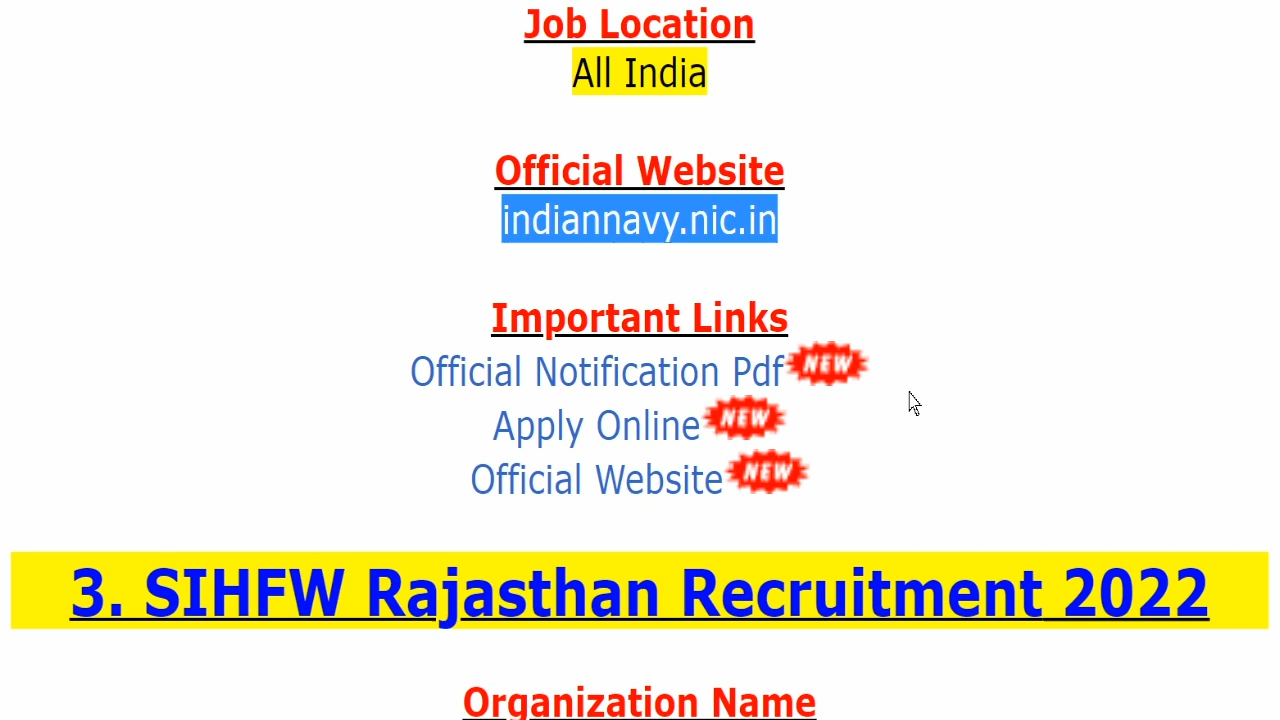 Job Location
All India
Official Website
indiannavy.nic.in
Important Links
Official Notification Pdf NEW
Apply Online NEW
Official Website NEW
3. SIHFW Rajasthan Recruitment 2022
Organization Name